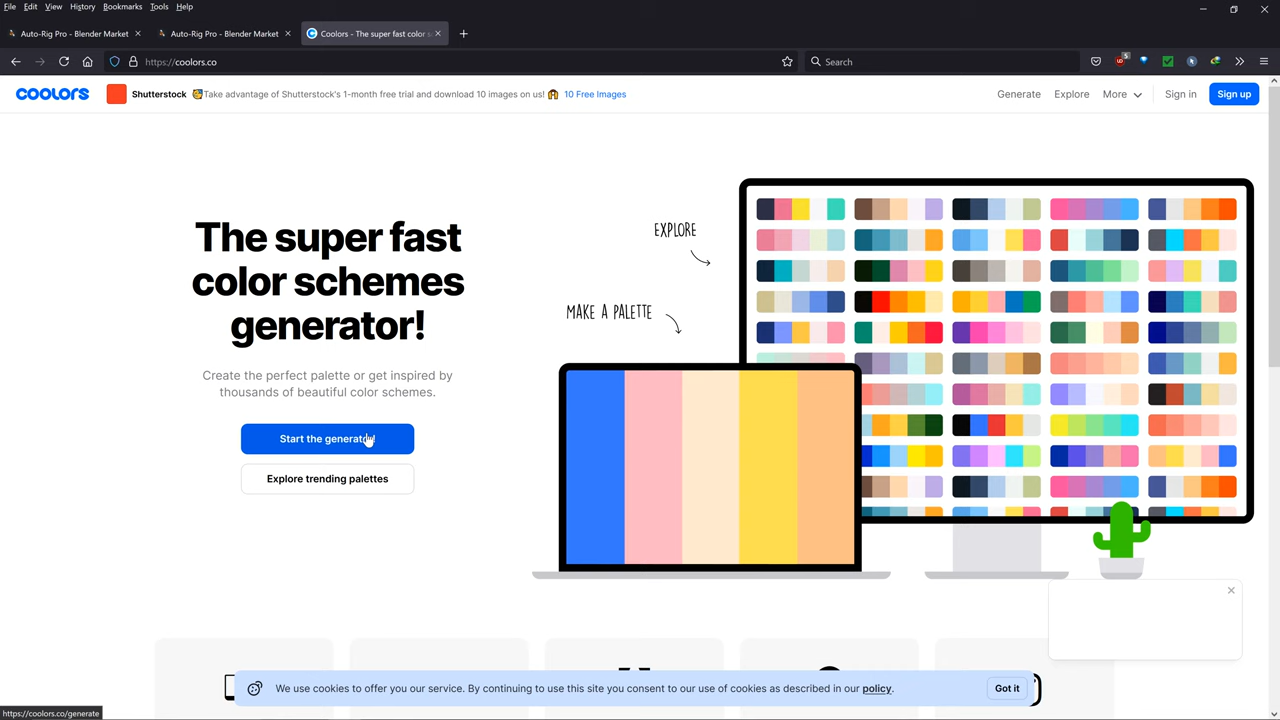 File Edit View History Bookmarks Tools Help
Auto-Rig Pro - Blender Market
Auto-Rig Pro - Blender Market
Coolors - The super fast color s
https://coolors.co
Search
5
coolors
Shutterstock
Take advantage of Shutterstock's 1-month free trial and download 10 images on us!
10 Free Images
Generate
Explore
More
Sign in
Sign up
The super fast
color schemes
generator!
Create the perfect palette or get inspired by
thousands of beautiful color schemes.
Start the generator!
Explore trending palettes
EXPLORE
MAKE A PALETTE
We use cookies to offer you our service. By continuing to use this site you consent to our use of cookies as described in our policy.
Got it
https://coolors.co/generate